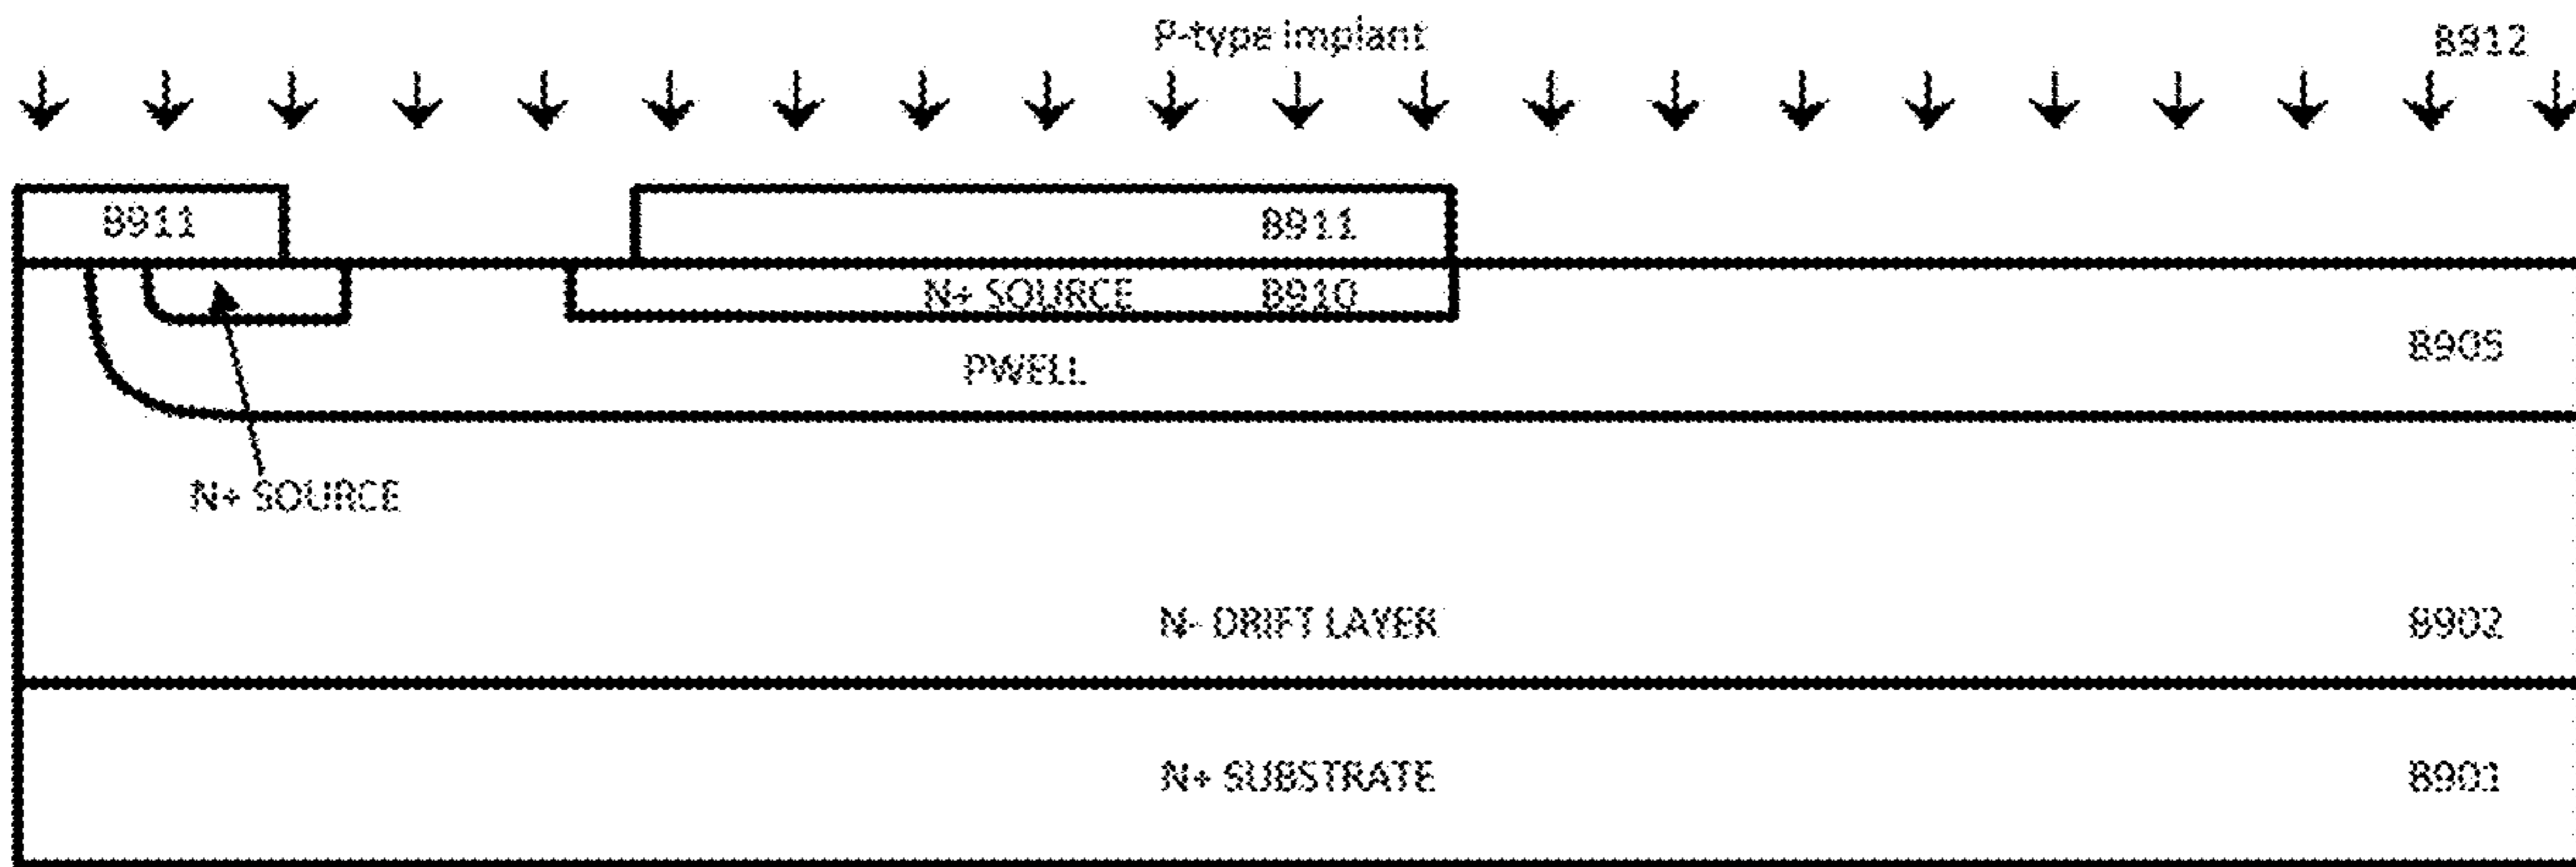 P-type Implant
8912
8911
8911
N+ SOURCE
8910
8905
PWELL
N+ SOURCE
N- DRIFT LAYER
8902
N+ SUBSTRATE
8901